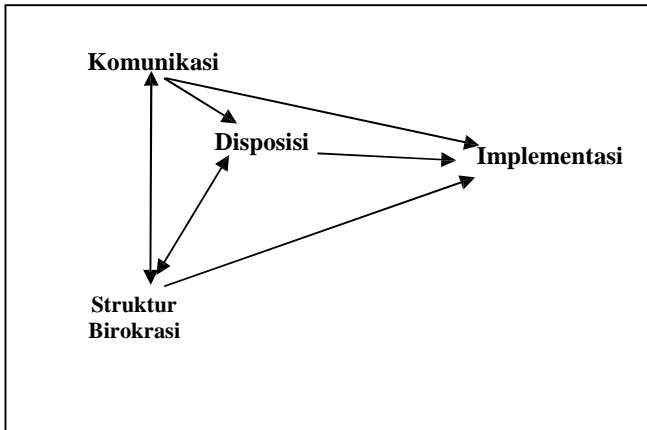 Komunikasi
Disposisi
Implementasi
Struktur
Birokrasi